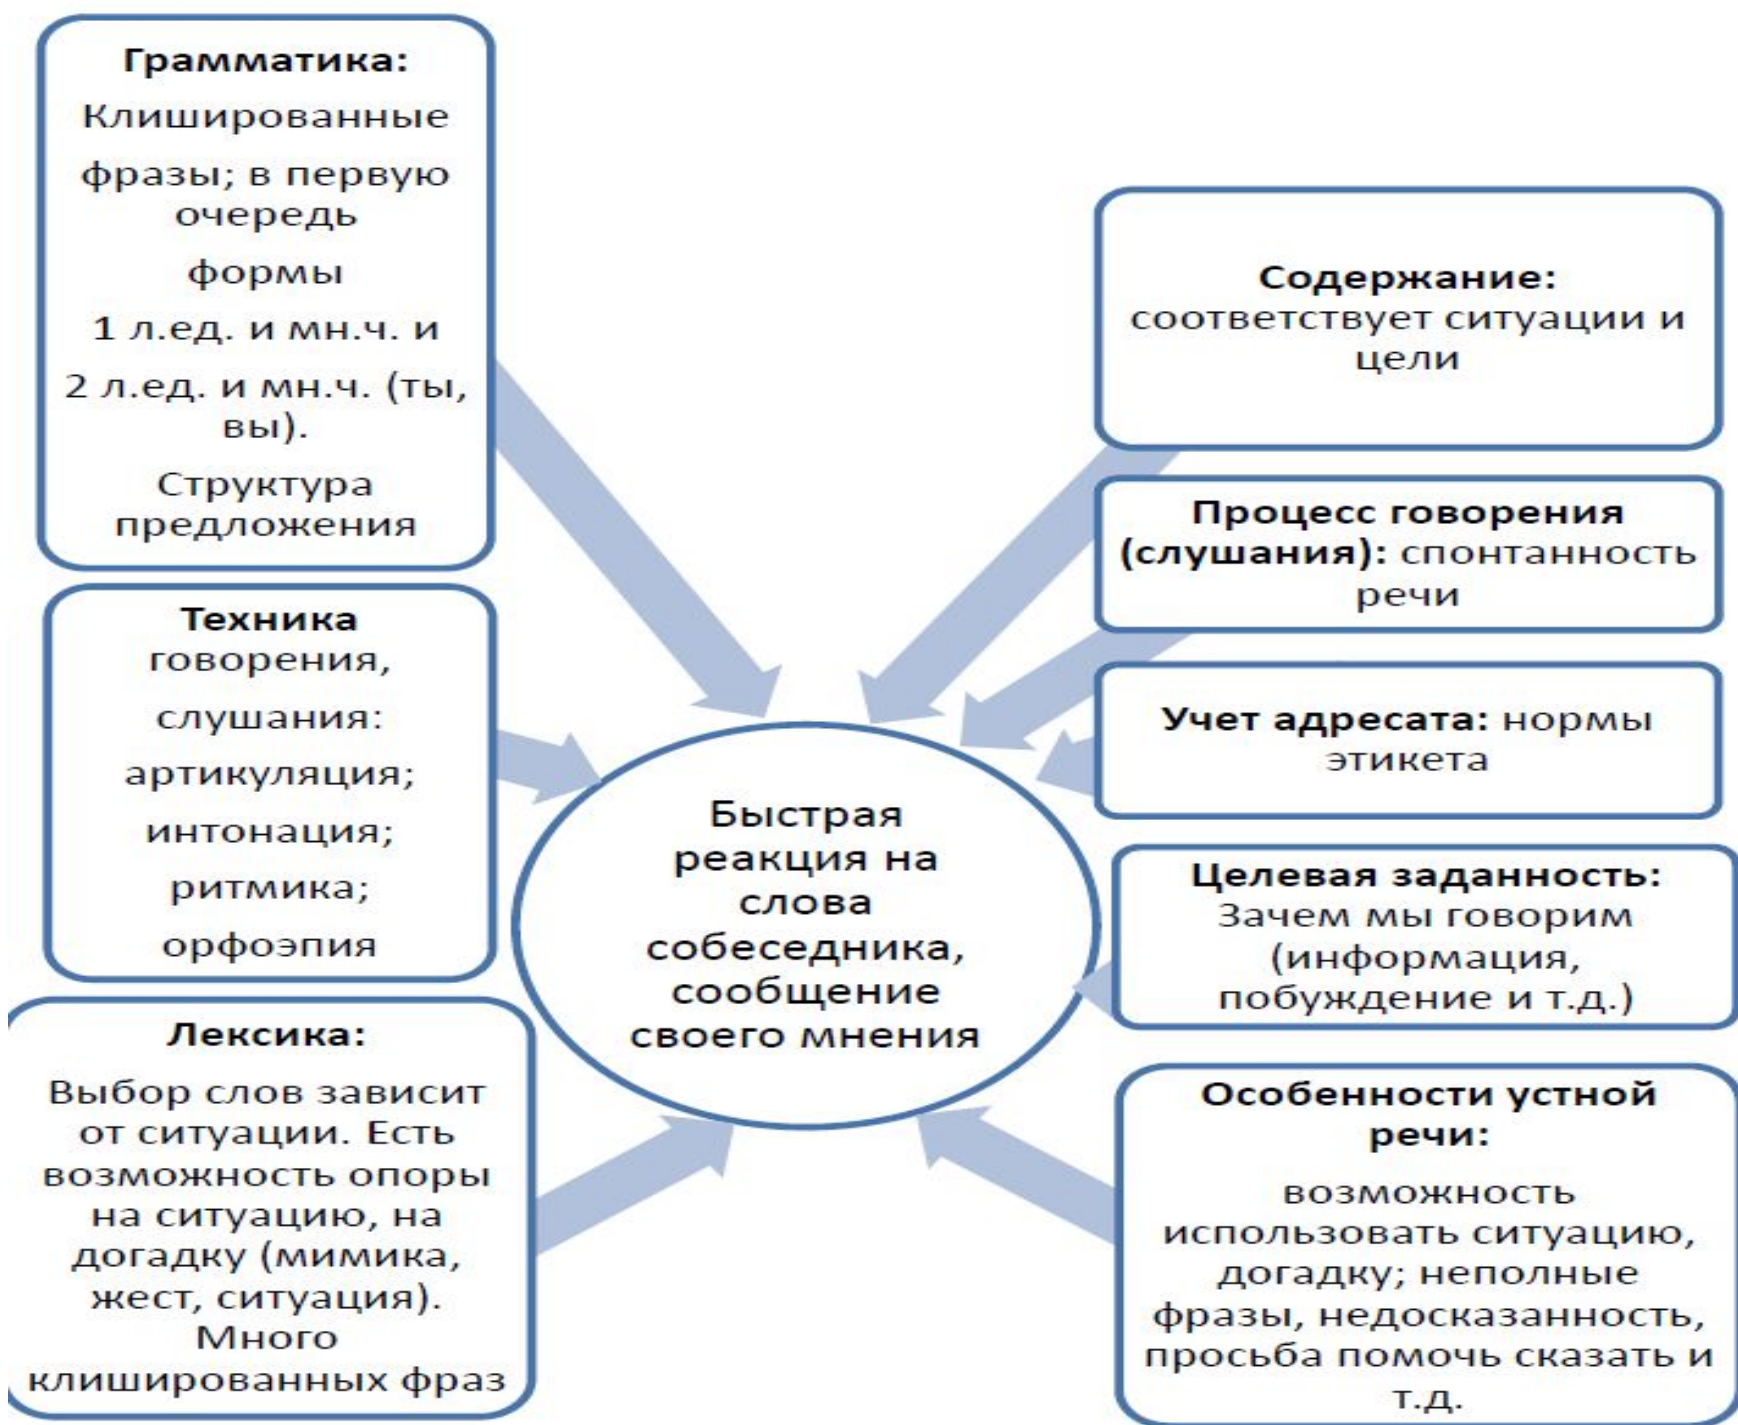 Грамматика:
Клишированные
фразы; в первую
очередь
формы
1 л.ед. и мн.ч. и
2 л.ед. и мн.ч. (ты,
вы).
Структура
предложения
Техника
говорения,
слушания:
артикуляция;
интонация;
ритмика;
орфоэпия
Лексика:
Выбор слов зависит
от ситуации. Есть
возможность опоры
на ситуацию, на
догадку (мимика,
жест, ситуация).
Много
клишированных фраз
Быстрая
реакция на
слова
собеседника,
сообщение
своего мнения
Содержание:
соответствует ситуации и
цели
Процесс говорения
(слушания): спонтанность
речи
Учет адресата: нормы
этикета
Целевая заданность:
Зачем мы говорим
(информация,
побуждение и т.д.)
Особенности устной
речи:
возможность
использовать ситуацию,
догадку; неполные
фразы, недосказанность,
просьба помочь сказать и
т.д.